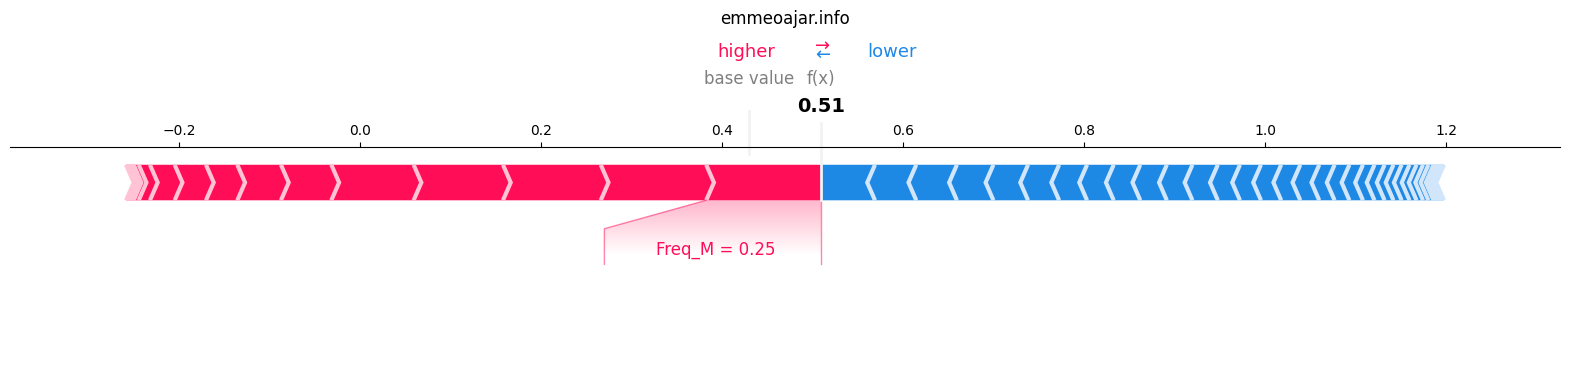 emmeoajar.info
higher → ← lower
base value f(x)
0.51
−0.2 0.0 0.2 0.4 0.6 0.8 1.0 1.2
Freq_M = 0.25